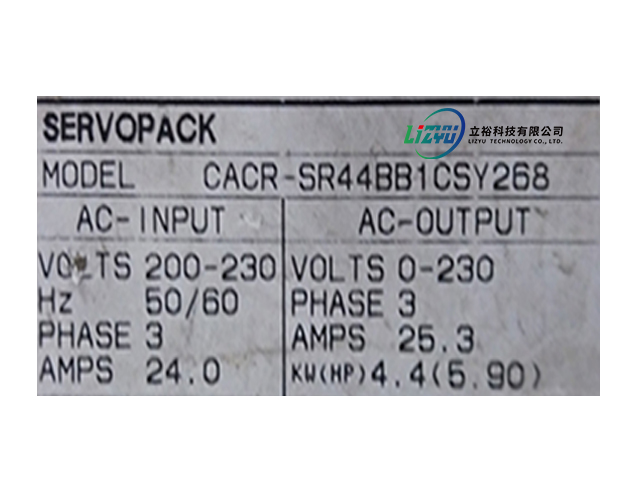 SERVOPACK
LIZYU 立裕科技有限公司
LIZYU TECHNOLOGY CO., LTD.
MODEL CACR-SR44BB1CSY268
AC-INPUT AC-OUTPUT
VOLTS 200-230 VOLTS 0-230
Hz 50/60 PHASE 3
PHASE 3 AMPS 25.3
AMPS 24.0 KW(HP) 4.4(5.90)